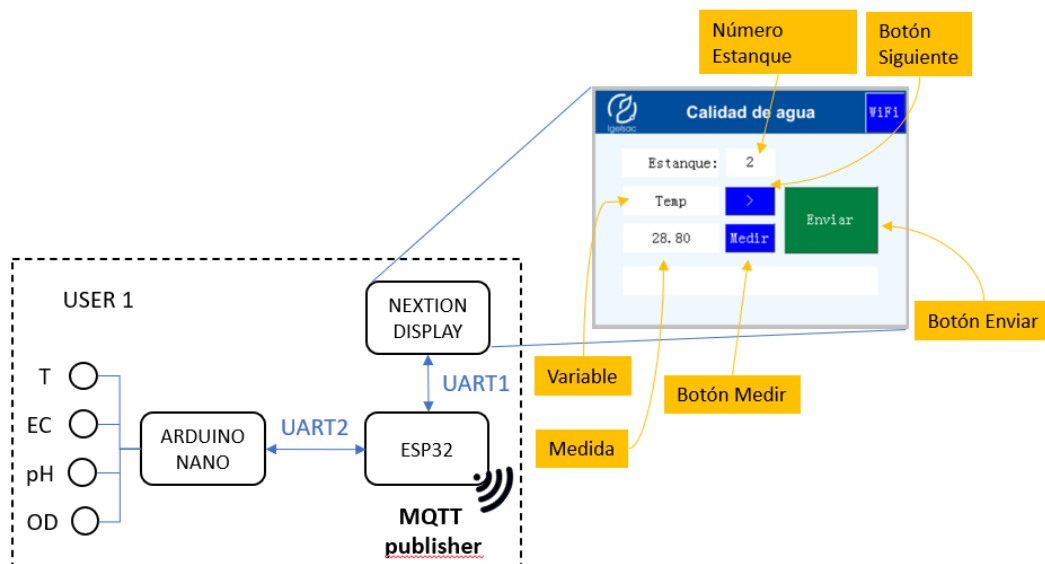 Número
Estanque
Botón
Siguiente
Igelsac
Calidad de agua
WiFi
Estanque:
2
Temp
>
Enviar
28.80
Medir
Botón Enviar
Variable
Botón Medir
Medida
USER 1
NEXTION
DISPLAY
UART1
T
EC
pH
OD
ARDUINO
NANO
UART2
ESP32
MQTT
publisher